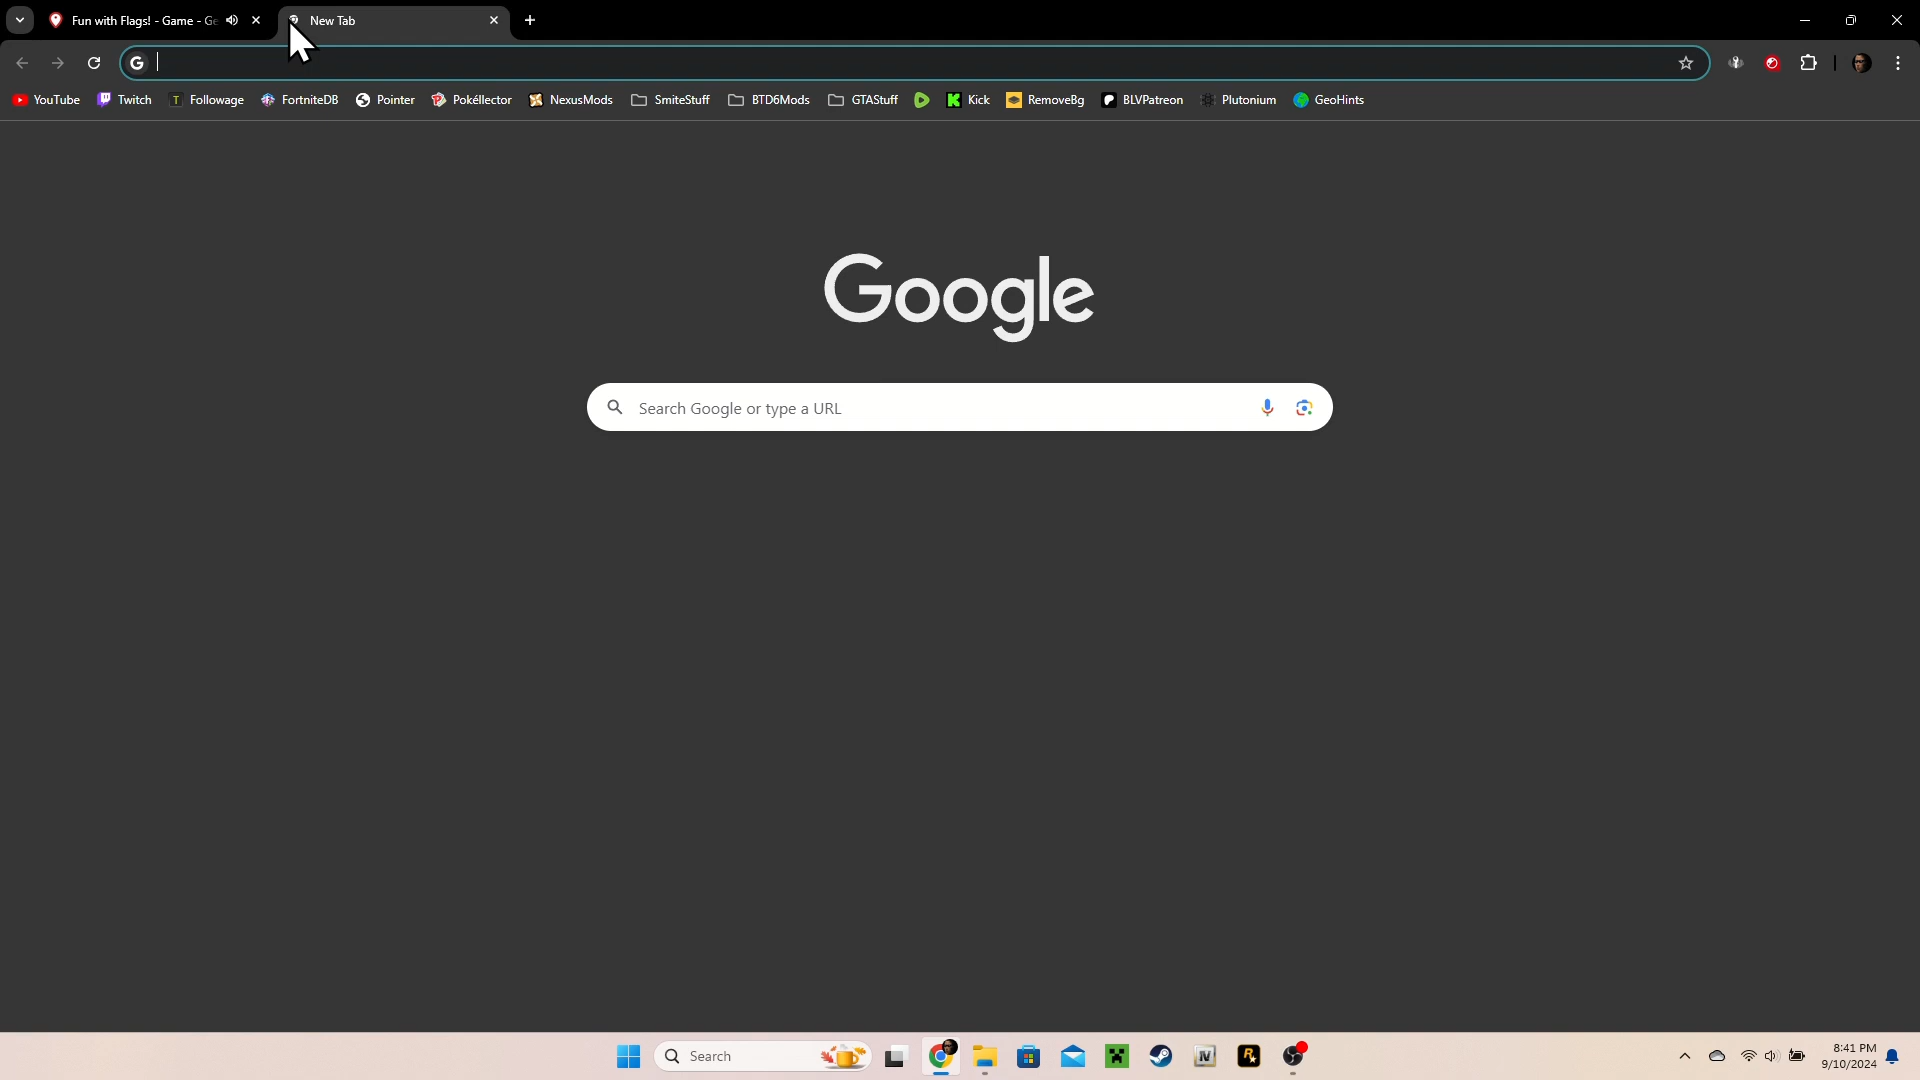 Fun with Flags! - Game - Ge
New Tab
YouTube Twitch Followage FortniteDB Pointer Pokéllector NexusMods SmiteStuff BTD6Mods GTAStuff Kick RemoveBg BLVPatreon Plutonium GeoHints
Google
Search Google or type a URL
Search
8:41 PM
9/10/2024